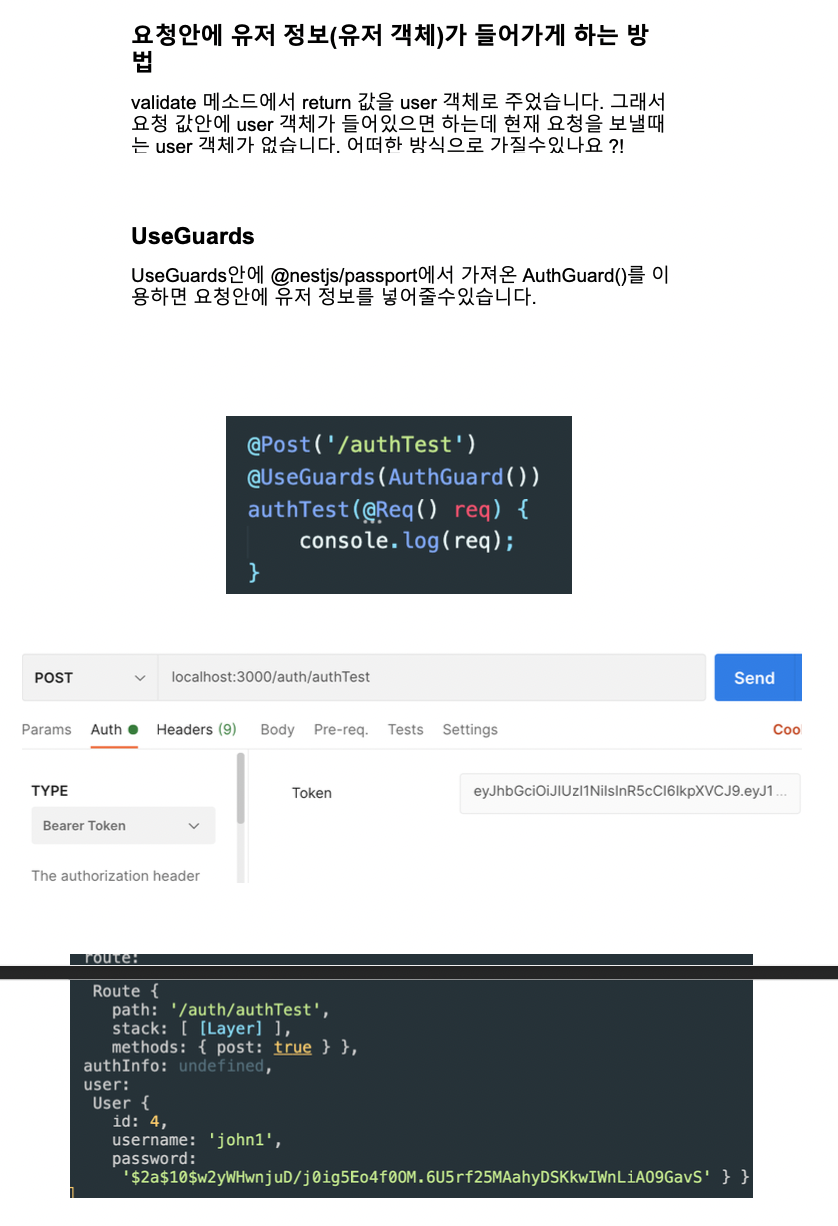 요청안에 유저 정보(유저 객체)가 들어가게 하는 방
법
validate 메소드에서 return 값을 user 객체로 주었습니다. 그래서
요청 값안에 user 객체가 들어있으면 하는데 현재 요청을 보낼때
는 user 객체가 없습니다. 어떠한 방식으로 가질수있나요 ?!
UseGuards
UseGuards안에 @nestjs/passport에서 가져온 AuthGuard()를 이
용하면 요청안에 유저 정보를 넣어줄수있습니다.
@Post('/authTest')
@UseGuards(AuthGuard())
authTest(@Req() req) {
console.log(req);
}
POST localhost:3000/auth/authTest Send
Params Auth Headers (9) Body Pre-req. Tests Settings Cool
TYPE
Token eyJhbGciOiJIUzI1NiIsInR5cCI6IkpXVCJ9.eyJ1...
Bearer Token
The authorization header
route:
Route {
path: '/auth/authTest',
stack: [ [Layer] ],
methods: { post: true } },
authInfo: undefined,
user:
User {
id: 4,
username: 'john1',
password:
'$2a$10$w2yWHwnjuD/j0ig5Eo4f0OM.6U5rf25MAahyDSKkwIWnLiAO9GavS' } }